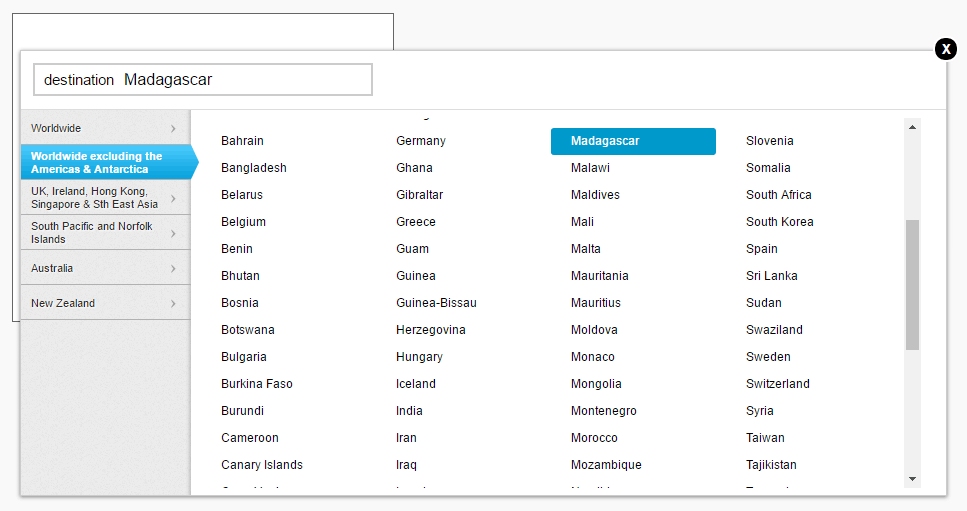 X
destination Madagascar
Worldwide
Worldwide excluding the
Americas & Antarctica
UK, Ireland, Hong Kong,
Singapore & Sth East Asia
South Pacific and Norfolk
Islands
Australia
New Zealand
Bahrain
Bangladesh
Belarus
Belgium
Benin
Bhutan
Bosnia
Botswana
Bulgaria
Burkina Faso
Burundi
Cameroon
Canary Islands
Germany
Ghana
Gibraltar
Greece
Guam
Guinea
Guinea-Bissau
Herzegovina
Hungary
Iceland
India
Iran
Iraq
Madagascar
Malawi
Maldives
Mali
Malta
Mauritania
Mauritius
Moldova
Monaco
Mongolia
Montenegro
Morocco
Mozambique
Slovenia
Somalia
South Africa
South Korea
Spain
Sri Lanka
Sudan
Swaziland
Sweden
Switzerland
Syria
Taiwan
Tajikistan